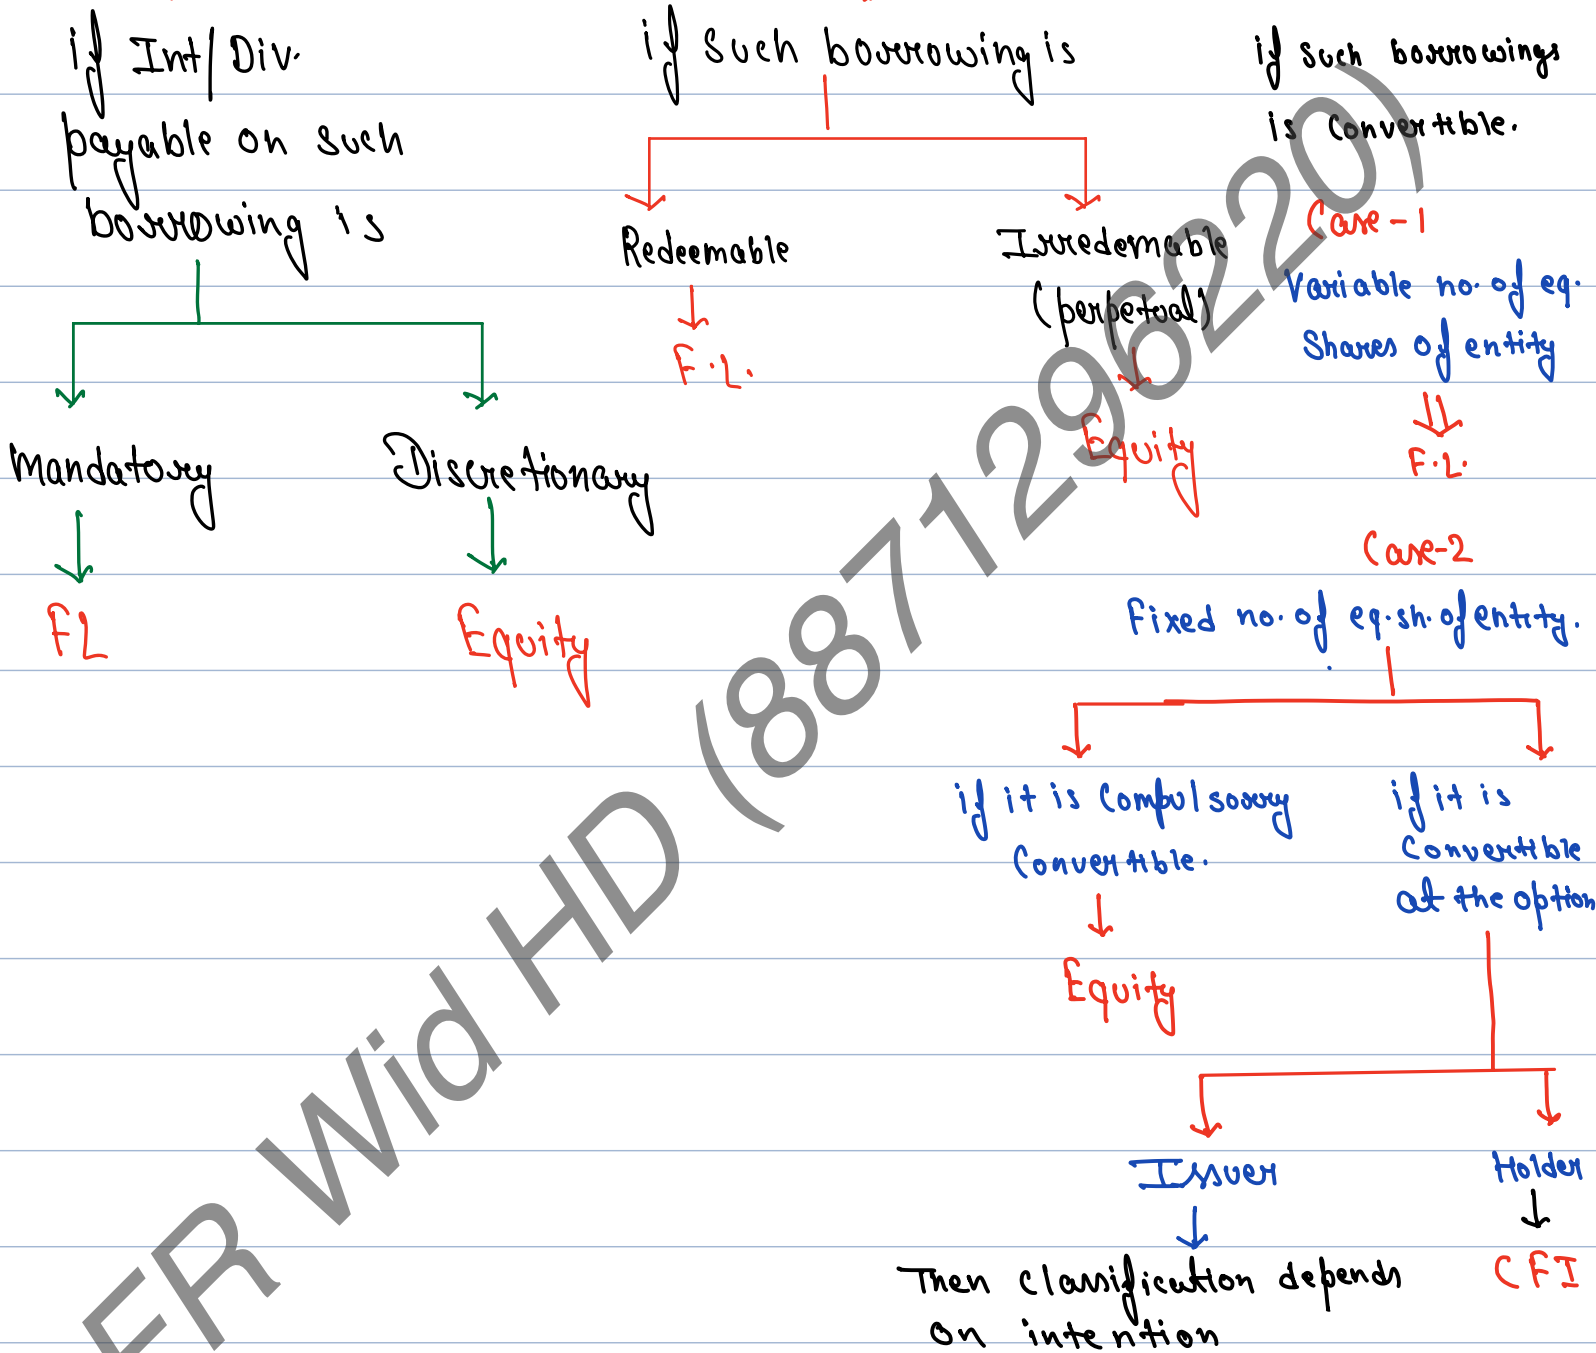 if Int/Div.
payable on such
borrowing is
Mandatory
Discretionary
FL
Equity
if such borrowing is
Redeemable
F.L.
Irredemable
(perpetual)
Equity
if such borrowings
is convertible.
Case-1
Variable no. of eq.
Shares of entity
F.L.
Case-2
Fixed no. of eq. sh. of entity.
if it is Compulsory
Convertible.
Equity
if it is
Convertible
at the option
Issuer
Then classification depends
on intention
Holder
CFI
FR Wid HD (8871296220)